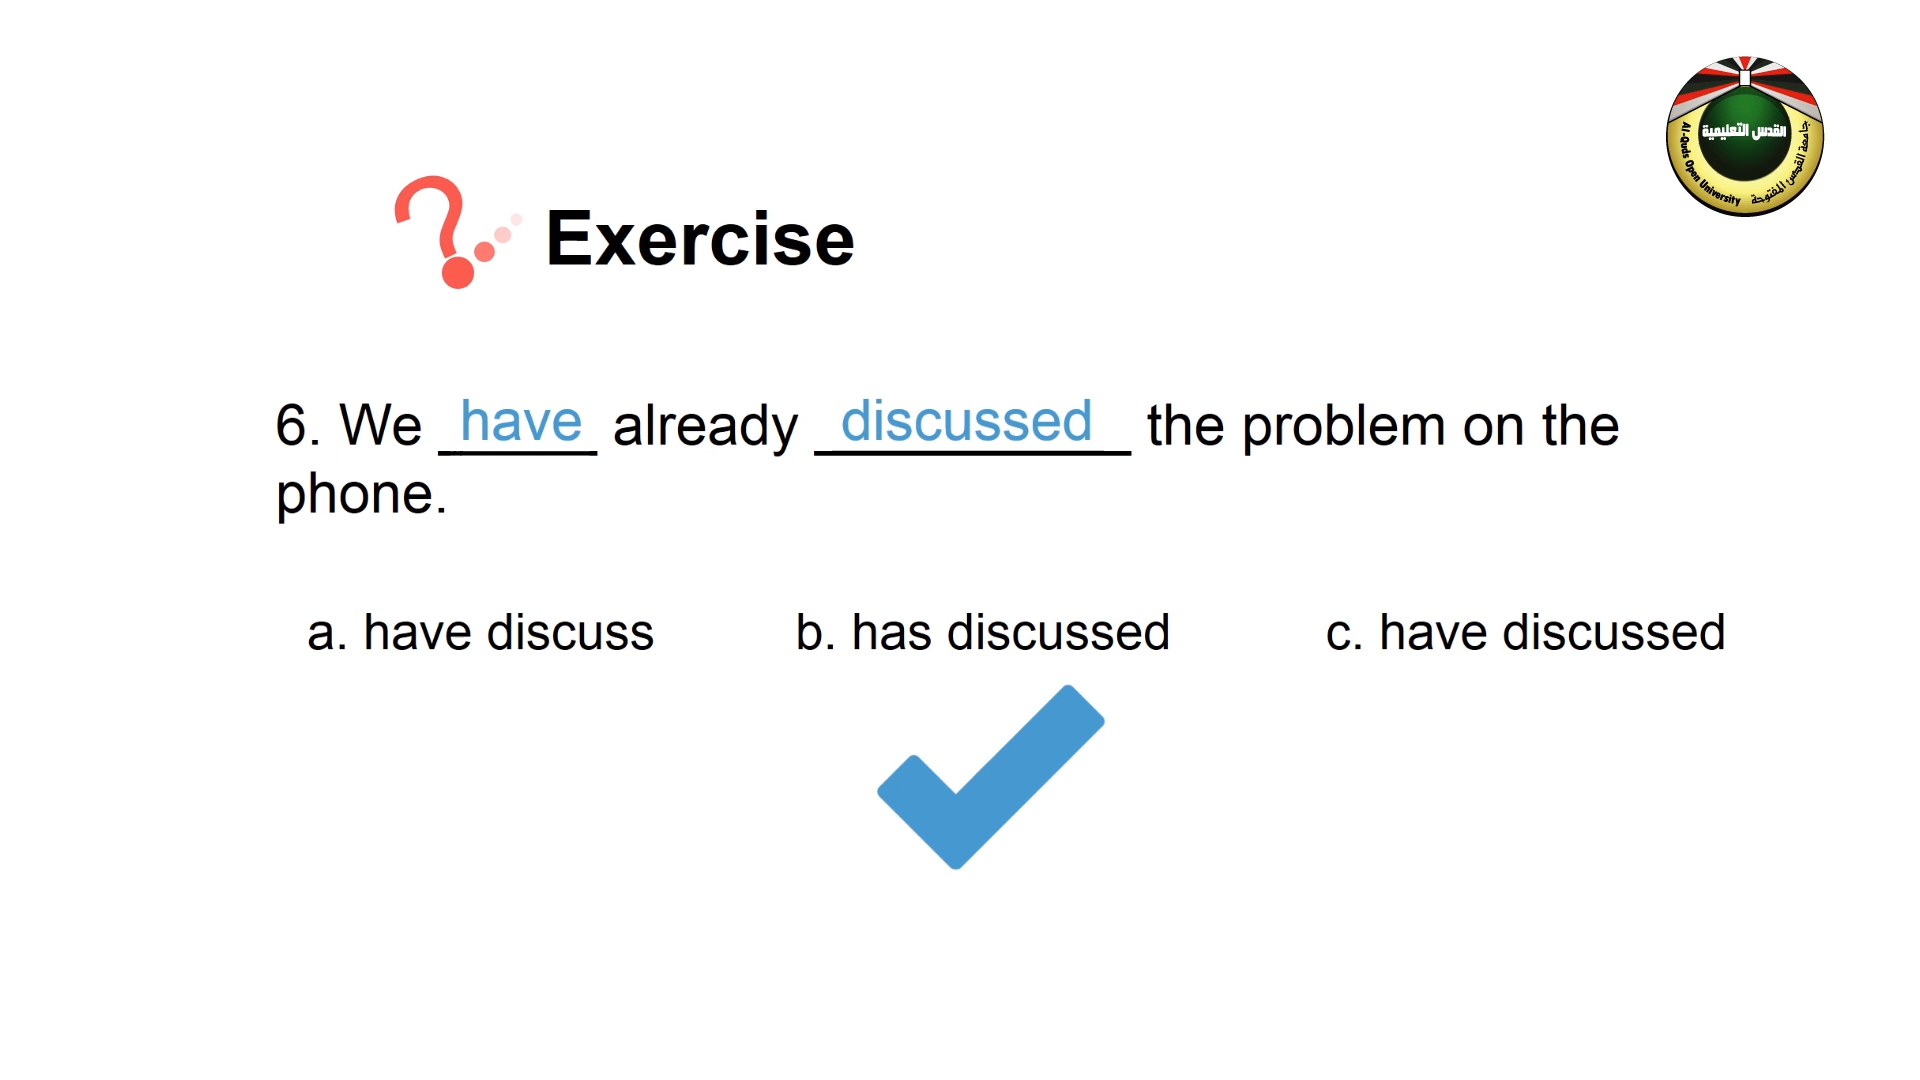 القدس التعليمية
Al-Quds Open University جامعة القدس المفتوحة
Exercise
6. We have already discussed the problem on the
phone.
a. have discuss b. has discussed c. have discussed